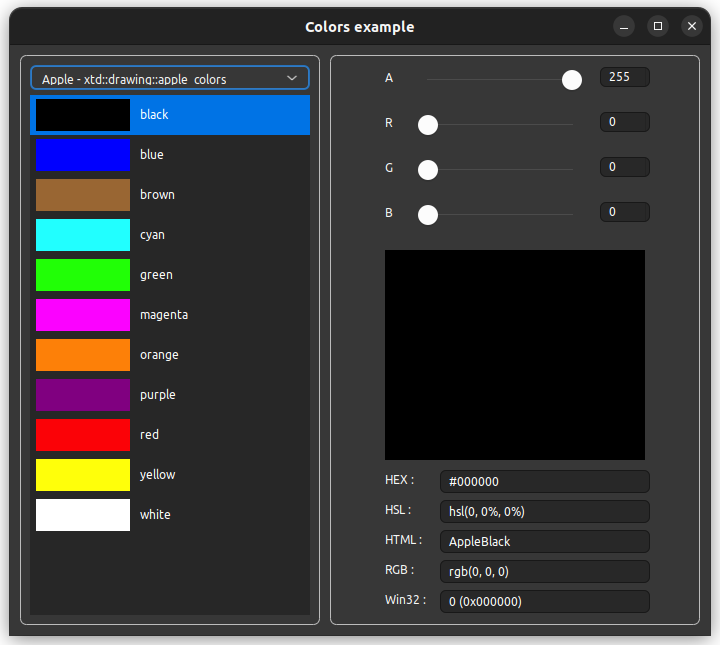 Colors example
Apple - xtd::drawing::apple_colors
black
blue
brown
cyan
green
magenta
orange
purple
red
yellow
white
A 255
R 0
G 0
B 0
HEX : #000000
HSL : hsl(0, 0%, 0%)
HTML : AppleBlack
RGB : rgb(0, 0, 0)
Win32 : 0 (0x000000)